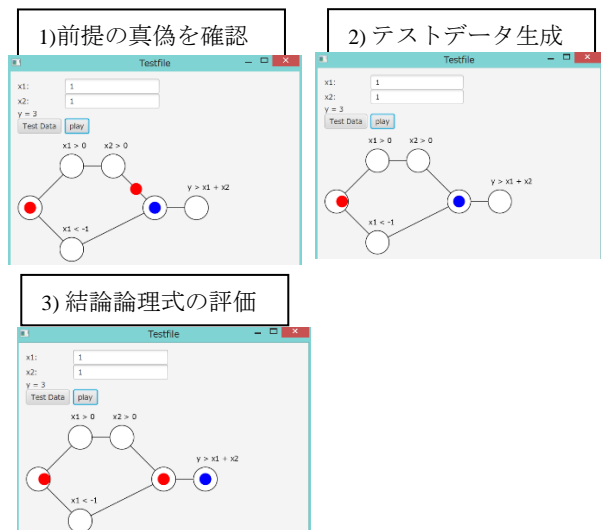 1)前提の真偽を確認
Testfile
x1: 1
x2: 1
y = 3
Test Data play
x1 > 0 x2 > 0
y > x1 + x2
x1 < -1
2) テストデータ生成
Testfile
x1: 1
x2: 1
y = 3
Test Data play
x1 > 0 x2 > 0
y > x1 + x2
x1 < -1
3) 結論論理式の評価
Testfile
x1: 1
x2: 1
y = 3
Test Data play
x1 > 0 x2 > 0
y > x1 + x2
x1 < -1